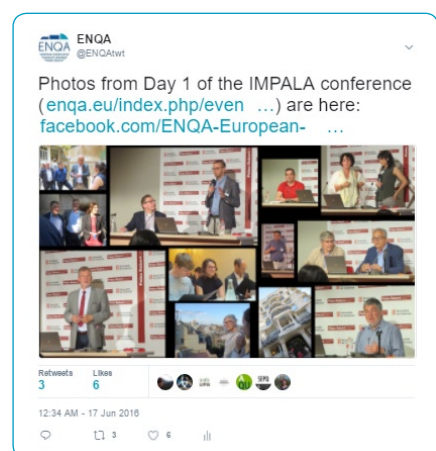 ENQA
ENQA
@ENQAtwt
Photos from Day 1 of the IMPALA conference
(enqa.eu/index.php/even …) are here:
facebook.com/ENQA-European- …
Retweets
Likes
3
6
12:34 AM - 17 Jun 2016
3
6